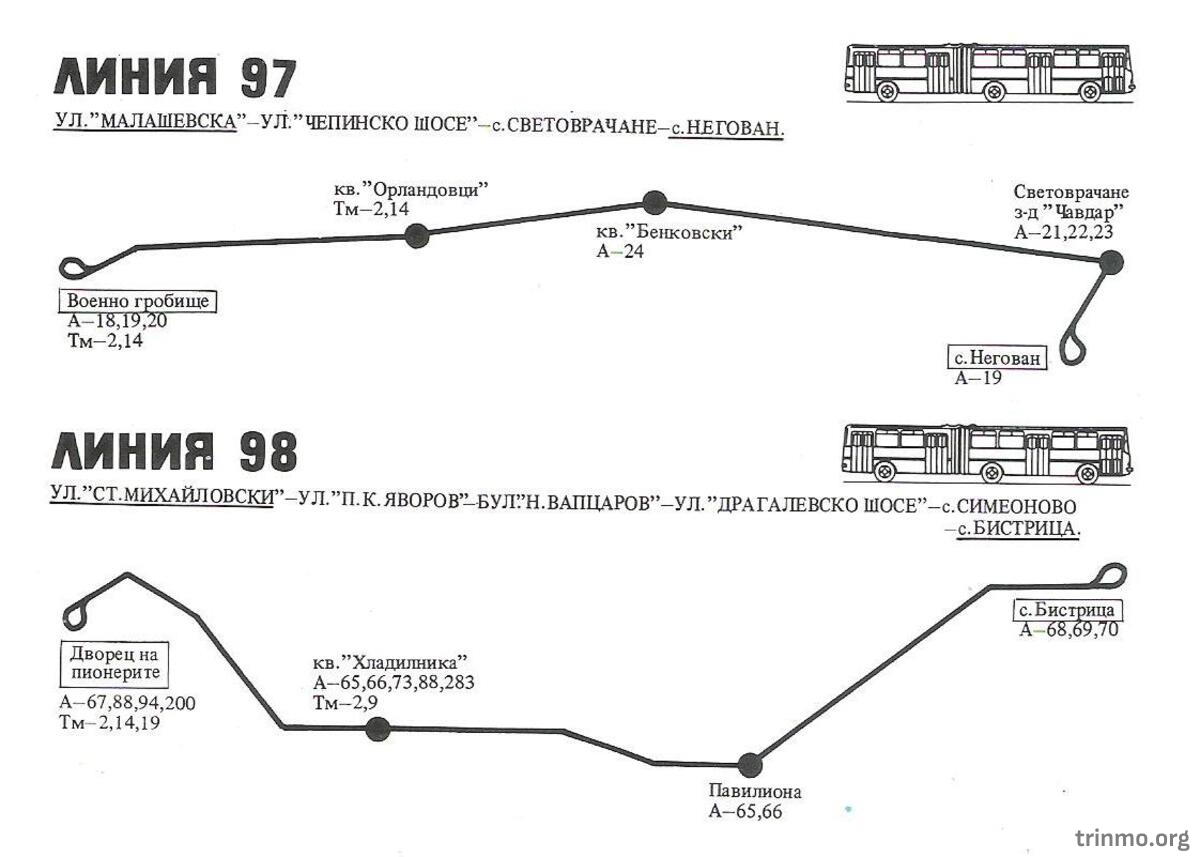 ЛИНИЯ 97
УЛ."МАЛАШЕВСКА"–УЛ."ЧЕПИНСКО ШОСЕ"–с.СВЕТОВРАЧАНЕ–с.НЕГОВАН.
кв."Орландовци"
Тм–2,14
кв."Бенковски"
А–24
Световрачане
з-д "Чавдар"
А–21,22,23
Военно гробище
А–18,19,20
Тм–2,14
с.Негован
А–19
ЛИНИЯ 98
УЛ."СТ.МИХАЙЛОВСКИ"–УЛ."П.К.ЯВОРОВ"–БУЛ."Н.ВАПЦАРОВ"–УЛ."ДРАГАЛЕВСКО ШОСЕ"–с.СИМЕОНОВО
–с.БИСТРИЦА.
Дворец на
пионерите
А–67,88,94,200
Тм–2,14,19
кв."Хладилника"
А–65,66,73,88,283
Тм–2,9
Павилиона
А–65,66
с.Бистрица
А–68,69,70
trinmo.org